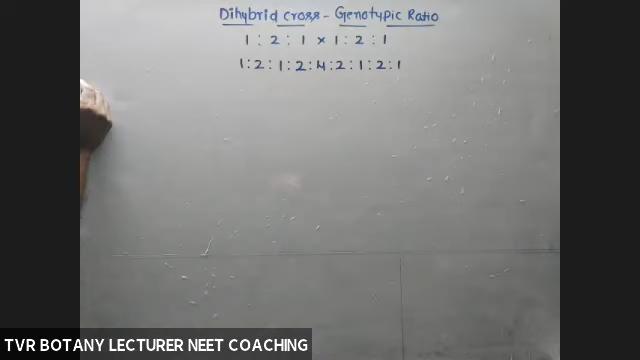 Dihybrid cross - Genotypic Ratio
1 : 2 : 1 × 1 : 2 : 1
1 : 2 : 1 : 2 : 4 : 2 : 1 : 2 : 1
TVR BOTANY LECTURER NEET COACHING